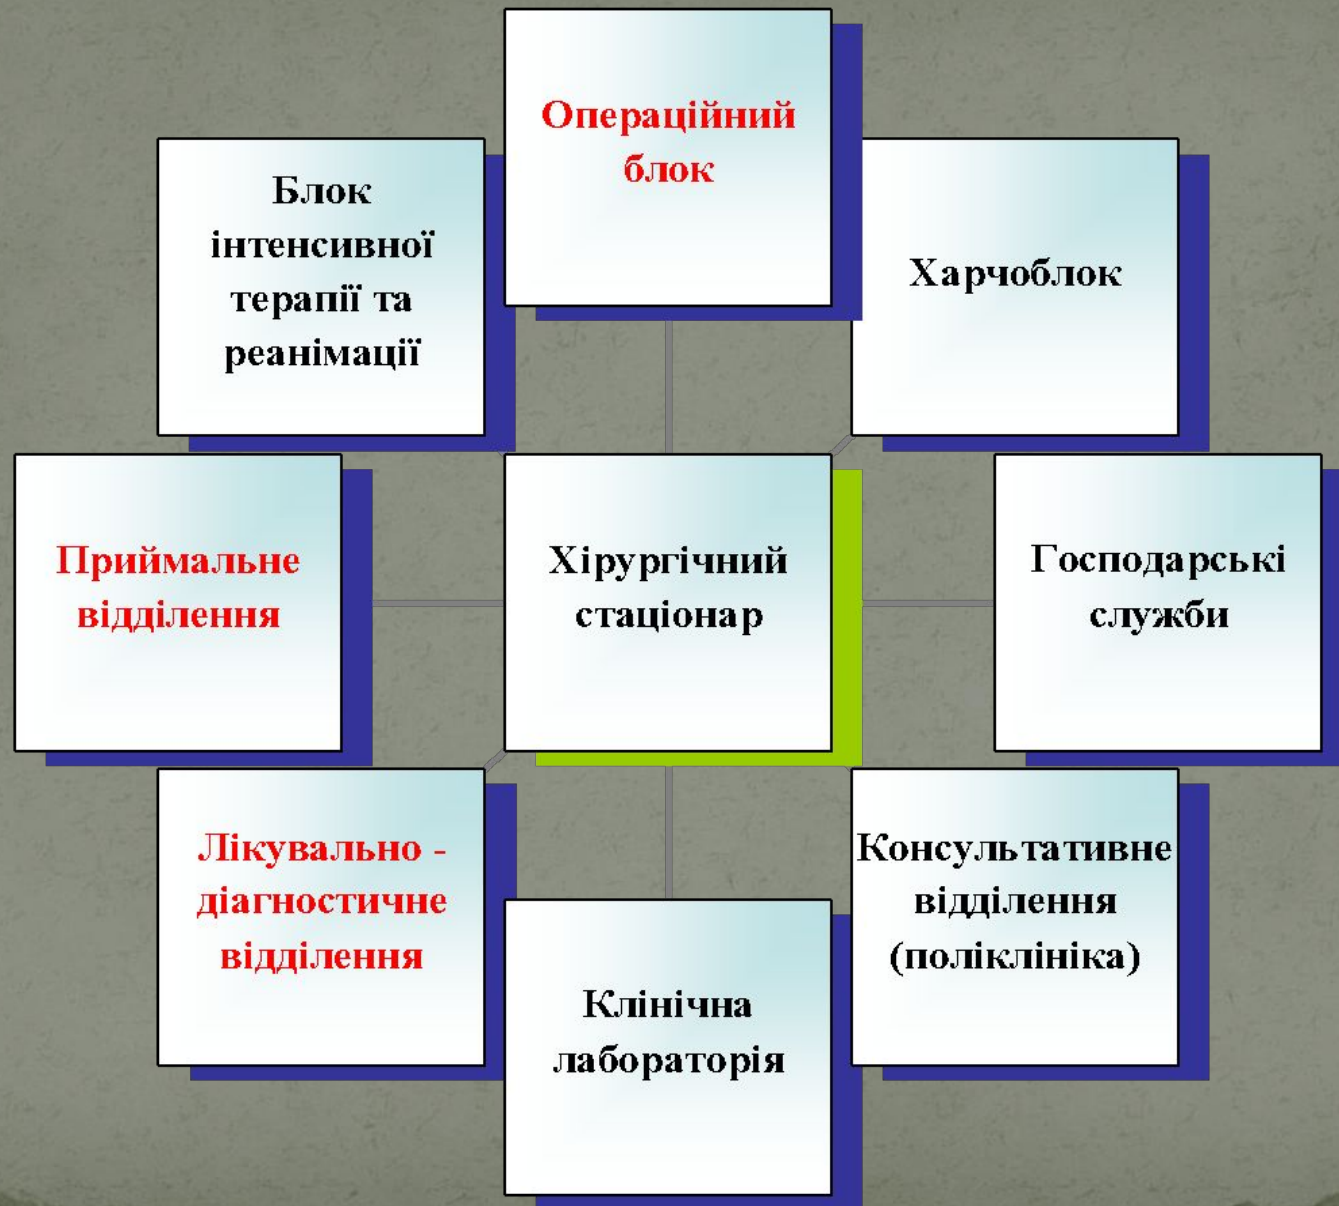 Операційний
блок
Блок
інтенсивної
терапії та
реанімації
Харчоблок
Приймальне
відділення
Хірургічний
стаціонар
Господарські
служби
Лікувально -
діагностичне
відділення
Консультативне
відділення
(поліклініка)
Клінічна
лабораторія